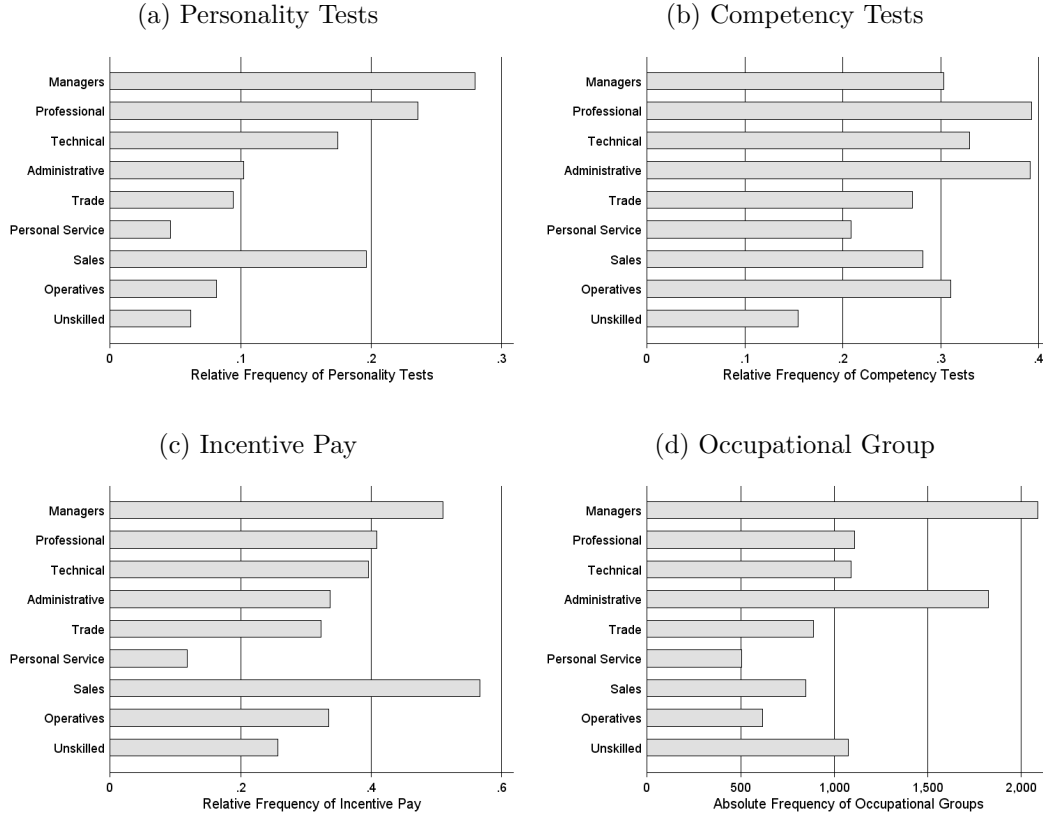 (a) Personality Tests
Managers
Professional
Technical
Administrative
Trade
Personal Service
Sales
Operatives
Unskilled
0 .1 .2 .3
Relative Frequency of Personality Tests
(b) Competency Tests
Managers
Professional
Technical
Administrative
Trade
Personal Service
Sales
Operatives
Unskilled
0 .1 .2 .3 .4
Relative Frequency of Competency Tests
(c) Incentive Pay
Managers
Professional
Technical
Administrative
Trade
Personal Service
Sales
Operatives
Unskilled
0 .2 .4 .6
Relative Frequency of Incentive Pay
(d) Occupational Group
Managers
Professional
Technical
Administrative
Trade
Personal Service
Sales
Operatives
Unskilled
0 500 1,000 1,500 2,000
Absolute Frequency of Occupational Groups